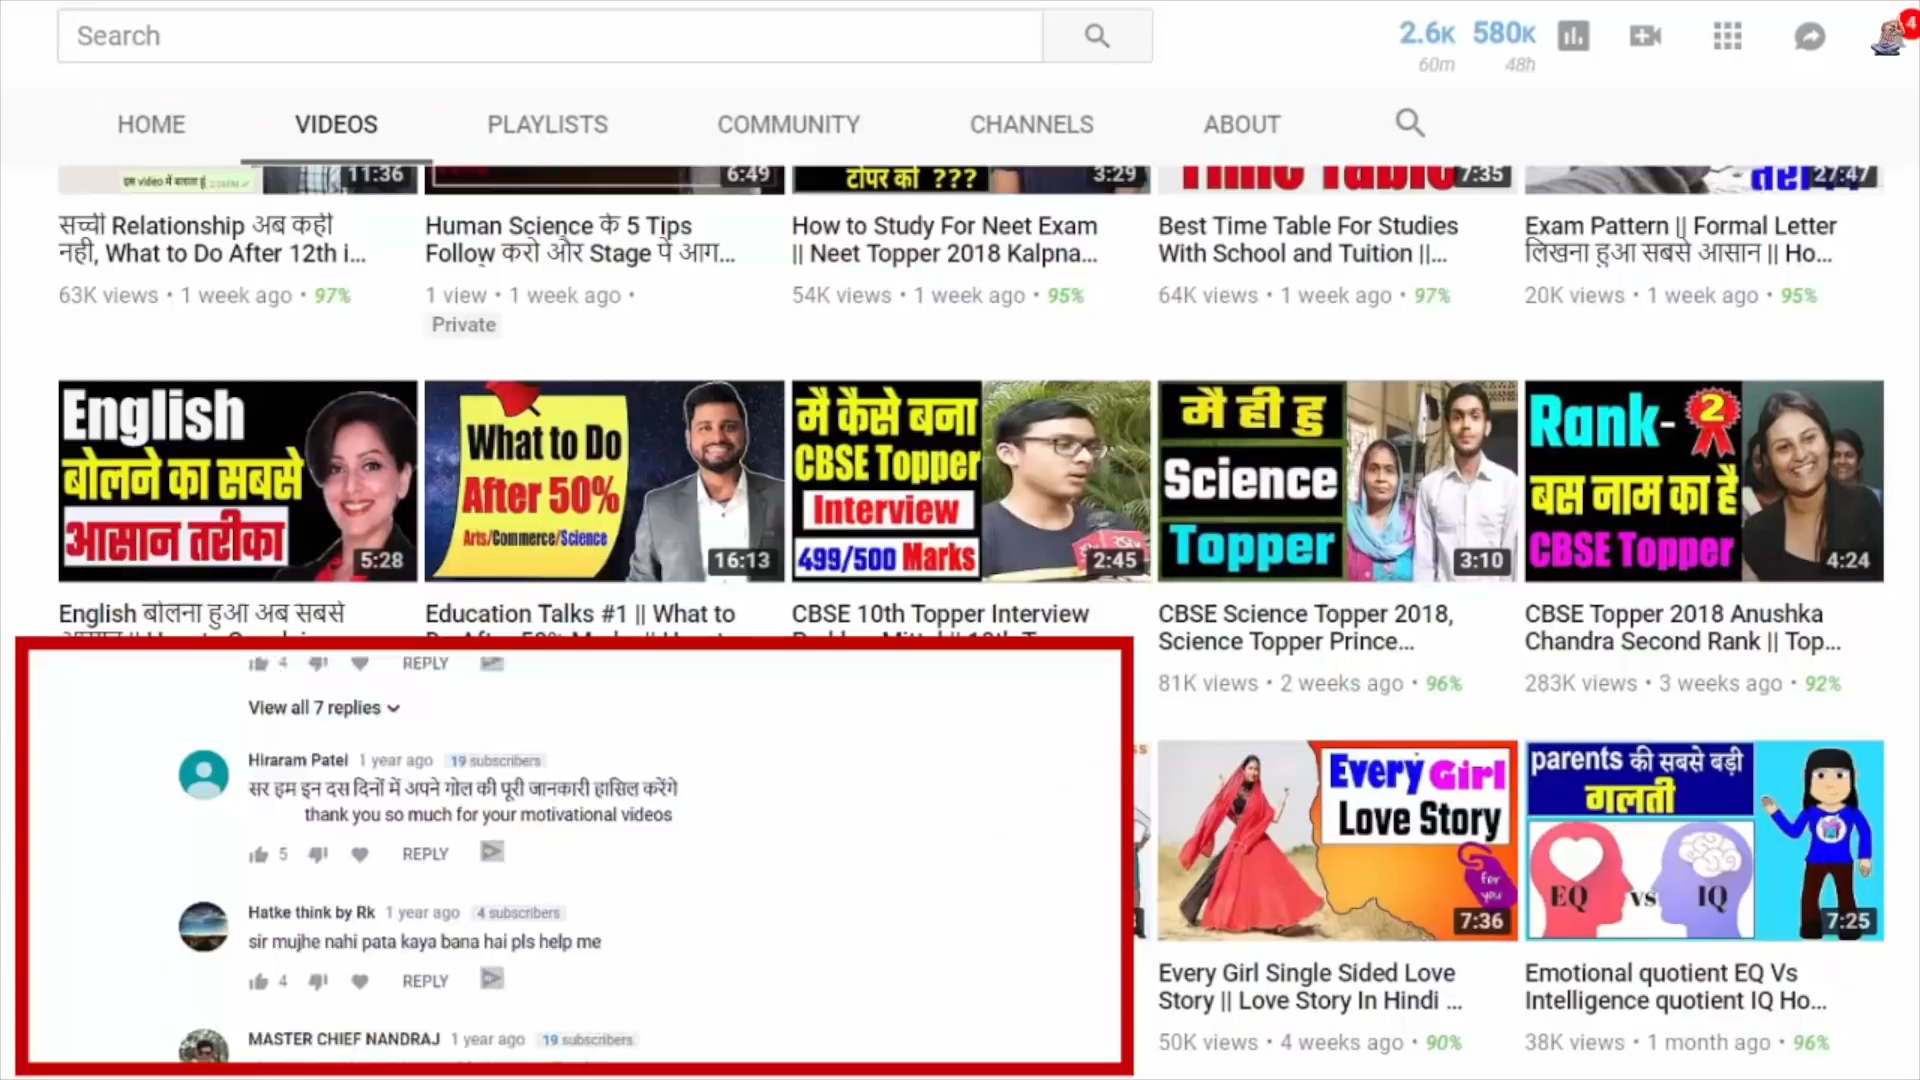 Search
2.6K 580K
60m 48h
4
HOME VIDEOS PLAYLISTS COMMUNITY CHANNELS ABOUT
इस video में बताता हूं
11:36
6:49
टोपर को ???
3:29
Time Table
7:35
27:47
सच्ची Relationship अब कही
नही, What to Do After 12th i...
63K views • 1 week ago • 97%
Human Science के 5 Tips
Follow करो और Stage पे आग...
1 view • 1 week ago •
Private
How to Study For Neet Exam
|| Neet Topper 2018 Kalpna...
54K views • 1 week ago • 95%
Best Time Table For Studies
With School and Tuition ||...
64K views • 1 week ago • 97%
Exam Pattern || Formal Letter
लिखना हुआ सबसे आसान || Ho...
20K views • 1 week ago • 95%
English
बोलने का सबसे
आसान तरीका
5:28
What to Do
After 50%
Arts/Commerce/Science
16:13
मै कैसे बना
CBSE Topper
Interview
499/500 Marks
2:45
मै ही हु
Science
Topper
3:10
Rank- 2
बस नाम का है
CBSE Topper
4:24
English बोलना हुआ अब सबसे
Education Talks #1 || What to
CBSE 10th Topper Interview
CBSE Science Topper 2018,
Science Topper Prince...
81K views • 2 weeks ago • 96%
CBSE Topper 2018 Anushka
Chandra Second Rank || Top...
283K views • 3 weeks ago • 92%
4 REPLY
View all 7 replies
Hiraram Patel 1 year ago 19 subscribers
सर हम इन दस दिनों में अपने गोल की पूरी जानकारी हासिल करेंगे
thank you so much for your motivational videos
5 REPLY
Hatke think by Rk 1 year ago 4 subscribers
sir mujhe nahi pata kaya bana hai pls help me
4 REPLY
MASTER CHIEF NANDRAJ 1 year ago 19 subscribers
Every Girl
Love Story
for you
7:36
parents की सबसे बड़ी
गलती
EQ vs IQ
7:25
Every Girl Single Sided Love
Story || Love Story In Hindi ...
50K views • 4 weeks ago • 90%
Emotional quotient EQ Vs
Intelligence quotient IQ Ho...
38K views • 1 month ago • 96%